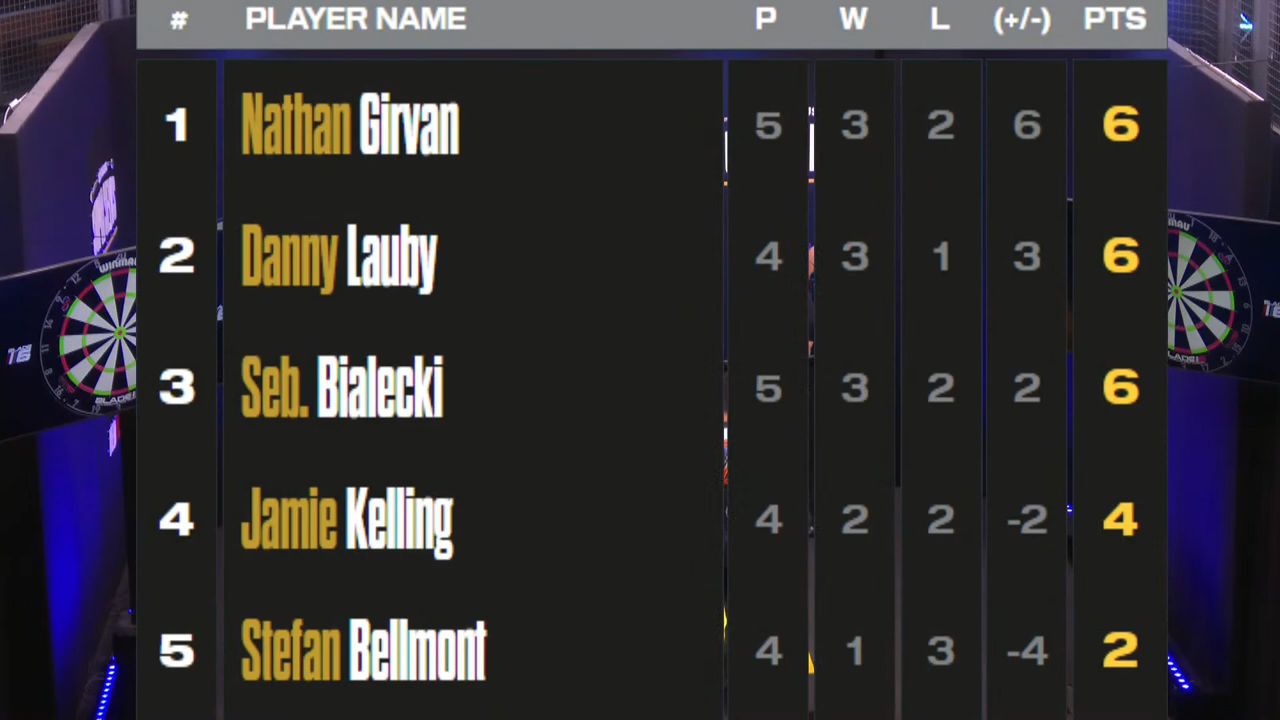 # PLAYER NAME P W L (+/-) PTS
1 Nathan Girvan 5 3 2 6 6
2 Danny Lauby 4 3 1 3 6
3 Seb. Bialecki 5 3 2 2 6
4 Jamie Kelling 4 2 2 -2 4
5 Stefan Bellmont 4 1 3 -4 2
WINMAU
BLADE